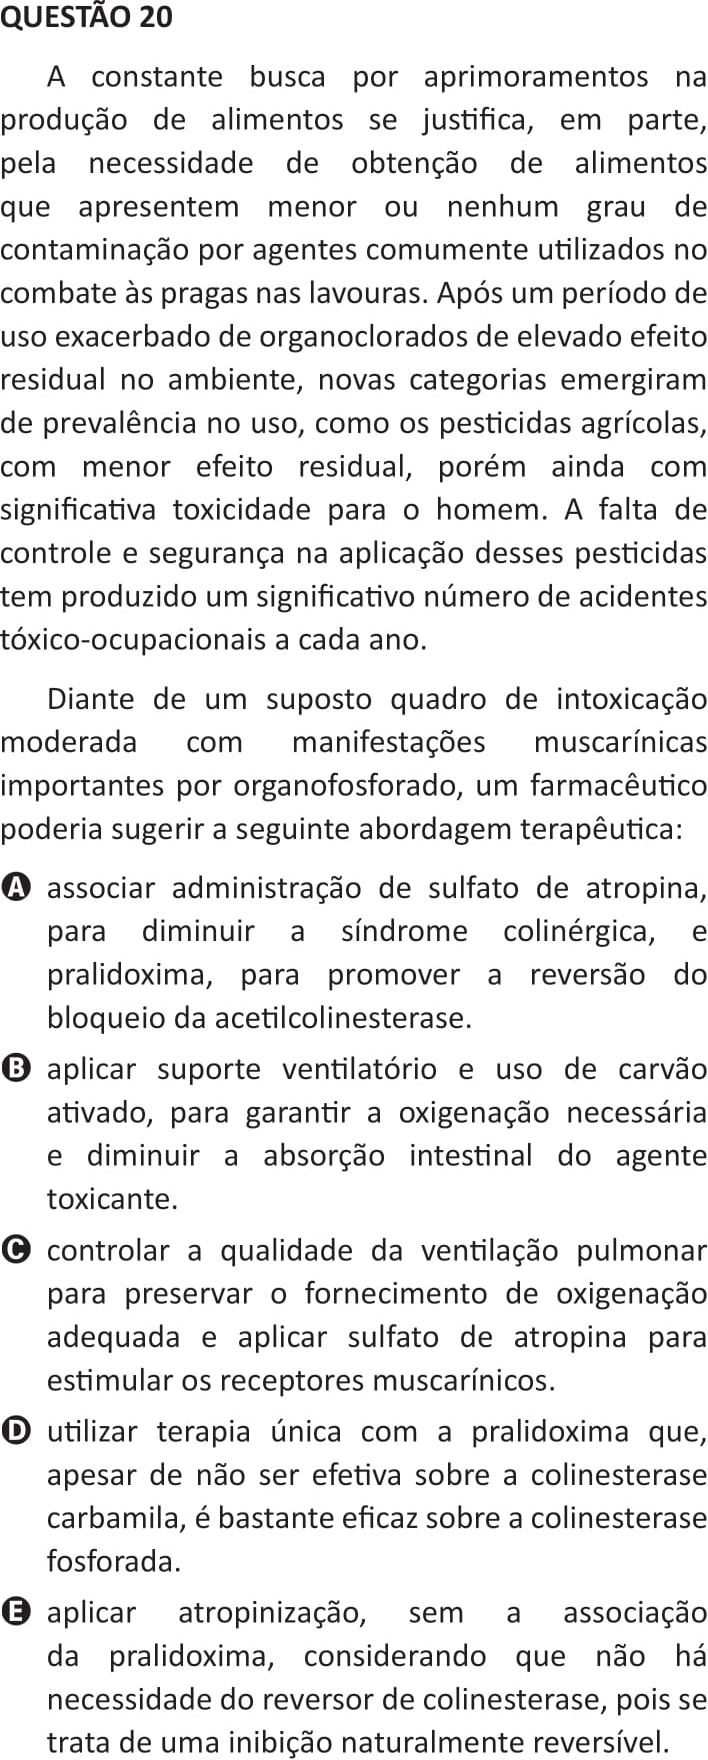 QUESTÃO 20
A constante busca por aprimoramentos na
produção de alimentos se justifica, em parte,
pela necessidade de obtenção de alimentos
que apresentem menor ou nenhum grau de
contaminação por agentes comumente utilizados no
combate às pragas nas lavouras. Após um período de
uso exacerbado de organoclorados de elevado efeito
residual no ambiente, novas categorias emergiram
de prevalência no uso, como os pesticidas agrícolas,
com menor efeito residual, porém ainda com
significativa toxicidade para o homem. A falta de
controle e segurança na aplicação desses pesticidas
tem produzido um significativo número de acidentes
tóxico-ocupacionais a cada ano.
Diante de um suposto quadro de intoxicação
moderada com manifestações muscarínicas
importantes por organofosforado, um farmacêutico
poderia sugerir a seguinte abordagem terapêutica:
A associar administração de sulfato de atropina,
para diminuir a síndrome colinérgica, e
pralidoxima, para promover a reversão do
bloqueio da acetilcolinesterase.
B aplicar suporte ventilatório e uso de carvão
ativado, para garantir a oxigenação necessária
e diminuir a absorção intestinal do agente
toxicante.
C controlar a qualidade da ventilação pulmonar
para preservar o fornecimento de oxigenação
adequada e aplicar sulfato de atropina para
estimular os receptores muscarínicos.
D utilizar terapia única com a pralidoxima que,
apesar de não ser efetiva sobre a colinesterase
carbamila, é bastante eficaz sobre a colinesterase
fosforada.
E aplicar atropinização, sem a associação
da pralidoxima, considerando que não há
necessidade do reversor de colinesterase, pois se
trata de uma inibição naturalmente reversível.